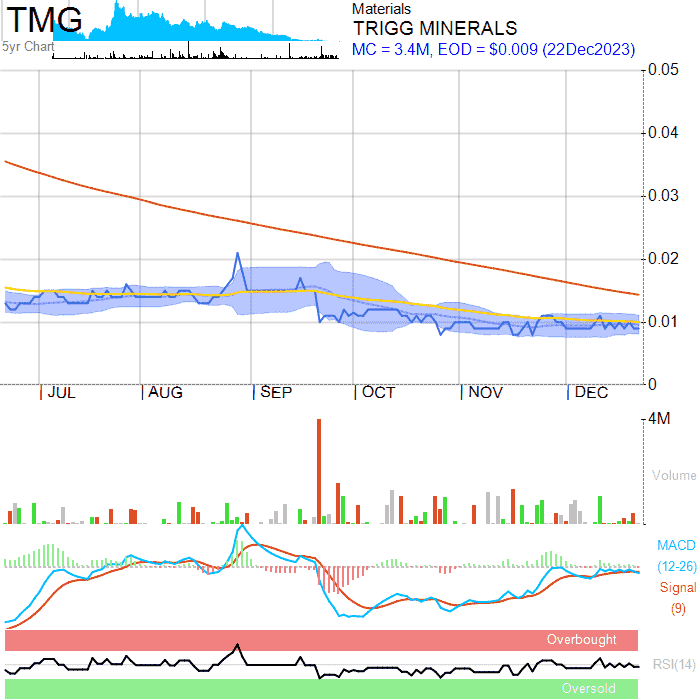 TMG
5yr Chart
Materials
TRIGG MINERALS
MC = 3.4M, EOD = $0.009 (22Dec2023)
0.05
0.04
0.03
0.02
0.01
0
JUL AUG SEP OCT NOV DEC
4M
Volume
MACD
(12-26)
Signal
(9)
Overbought
RSI(14)
Oversold